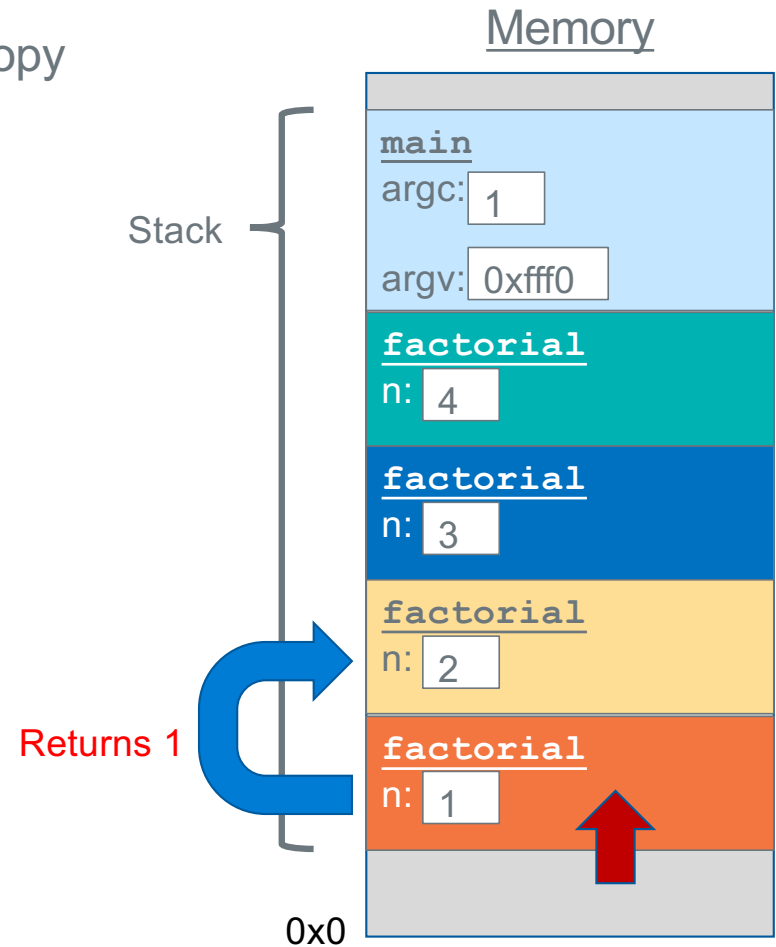 opy
Memory
Stack
main
argc: 1
argv: 0xfff0
factorial
n: 4
factorial
n: 3
factorial
n: 2
Returns 1
factorial
n: 1
0x0